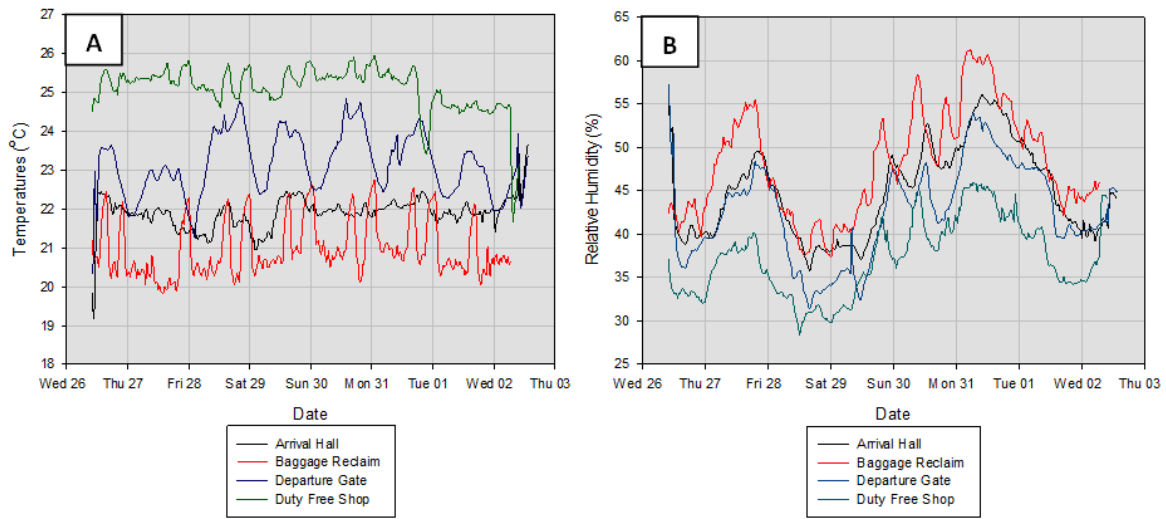 A
27
26
25
24
23
22
21
20
19
18
Temperatures (°C)
Wed 26 Thu 27 Fri 28 Sat 29 Sun 30 Mon 31 Tue 01 Wed 02 Thu 03
Date
Arrival Hall
Baggage Reclaim
Departure Gate
Duty Free Shop
B
65
60
55
50
45
40
35
30
25
Relative Humidity (%)
Wed 26 Thu 27 Fri 28 Sat 29 Sun 30 Mon 31 Tue 01 Wed 02 Thu 03
Date
Arrival Hall
Baggage Reclaim
Departure Gate
Duty Free Shop